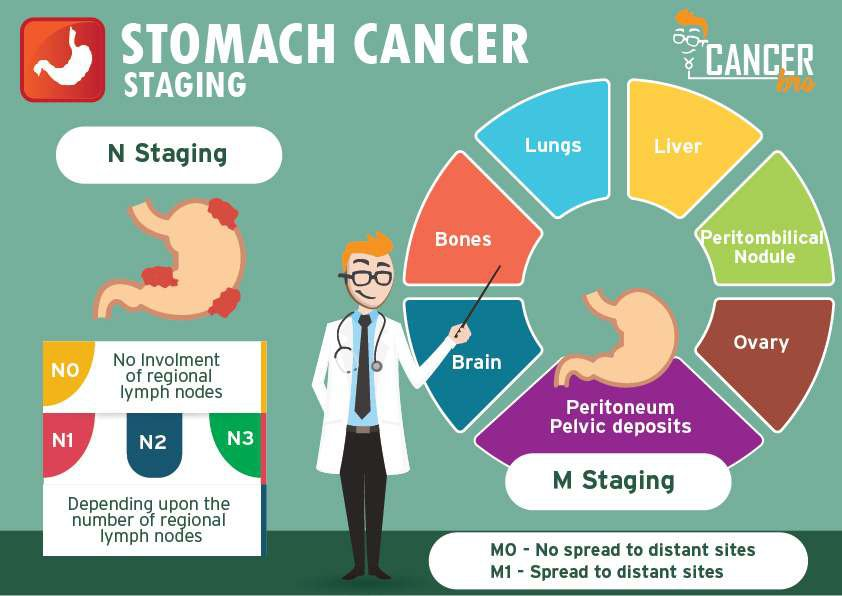 STOMACH CANCER
STAGING
CANCER
bro
N Staging
N0
No Involment
of regional
lymph nodes
N1
N2
N3
Depending upon the
number of regional
lymph nodes
Lungs
Liver
Bones
Peritombilical
Nodule
Brain
Ovary
Peritoneum
Pelvic deposits
M Staging
M0 - No spread to distant sites
M1 - Spread to distant sites